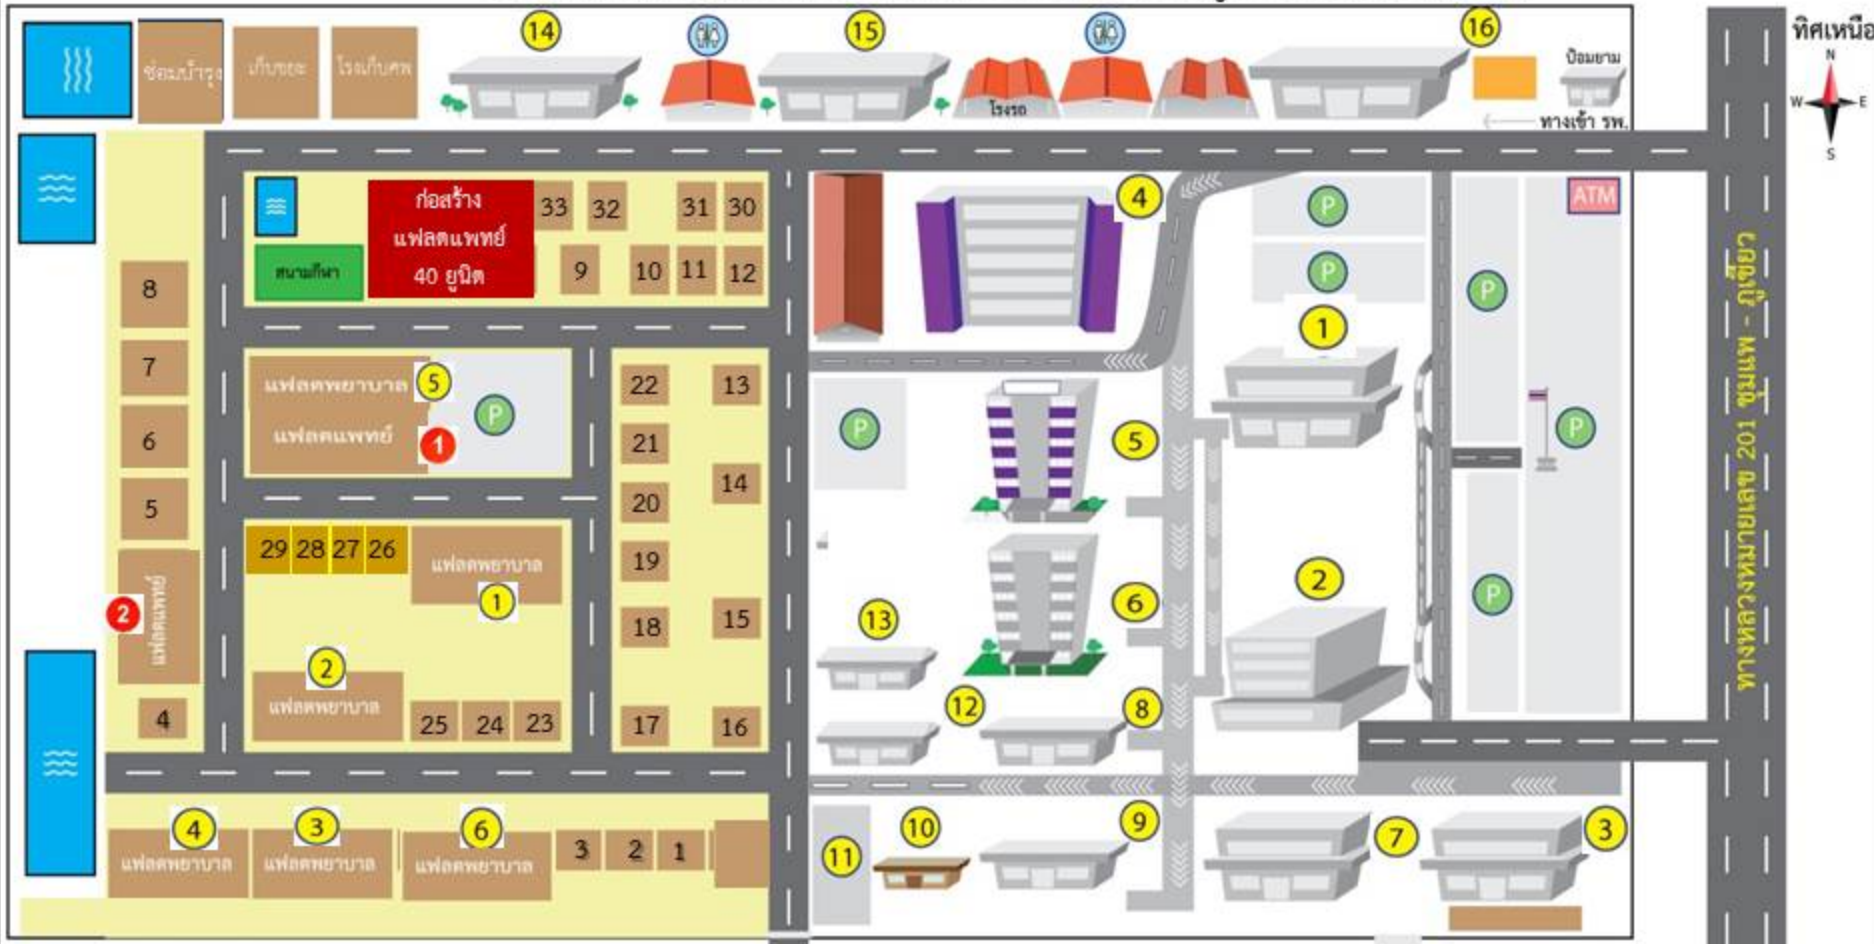 14
15
16
ทิศเหนือ
N
W
E
S
ซ่อมบำรุง
เก็บขยะ
โรงเก็บศพ
โรงรถ
ป้อมยาม
ทางเข้า รพ.
ก่อสร้าง
แฟลตแพทย์
40 ยูนิต
33
32
31
30
สนามกีฬา
9
10
11
12
4
P
P
P
ATM
8
7
6
5
แฟลตแพทย์
2
4
แฟลตพยาบาล
5
แฟลตแพทย์
1
P
22
13
21
14
20
19
18
15
17
16
29
28
27
26
แฟลตพยาบาล
1
2
แฟลตพยาบาล
25
24
23
P
5
6
13
12
8
1
2
P
P
ทางหลวงหมายเลข 201 ชุมแพ - ภูเขียว
4
แฟลตพยาบาล
3
แฟลตพยาบาล
6
แฟลตพยาบาล
3
2
1
11
10
9
7
3